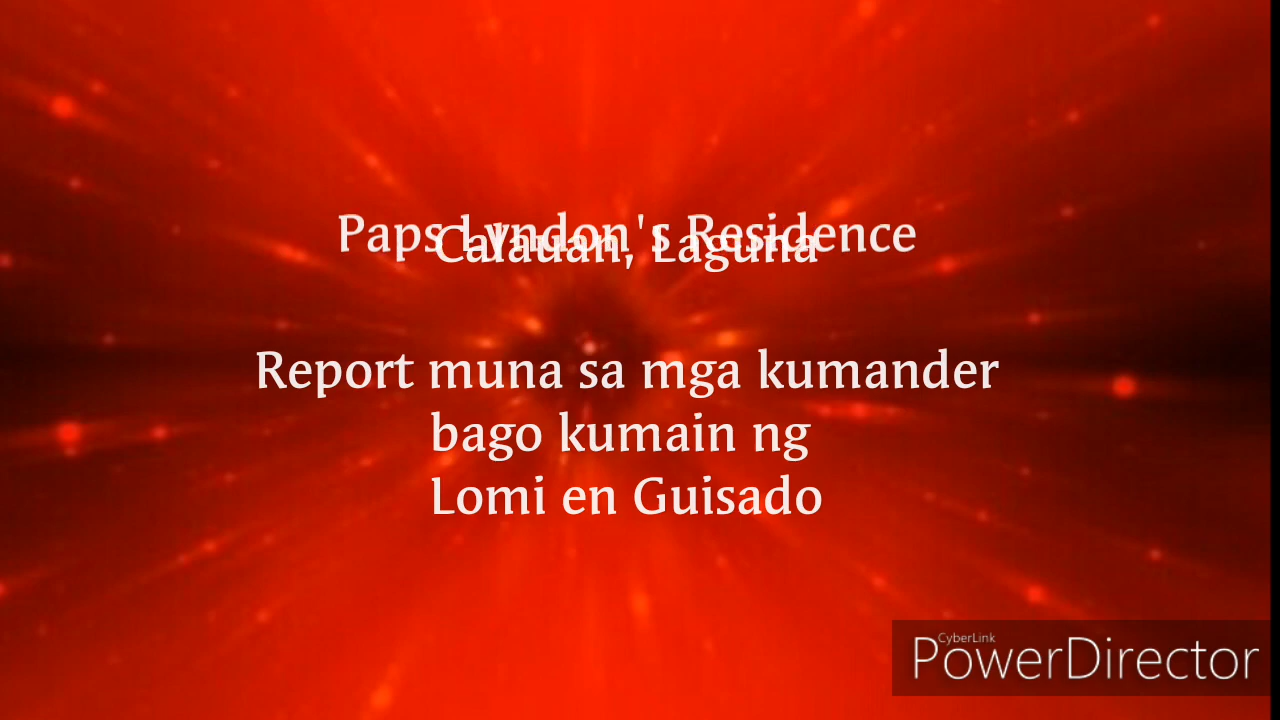 Paps Lyndon's Residence
Calauan, Laguna
Report muna sa mga kumander
bago kumain ng
Lomi en Guisado
CyberLink
PowerDirector